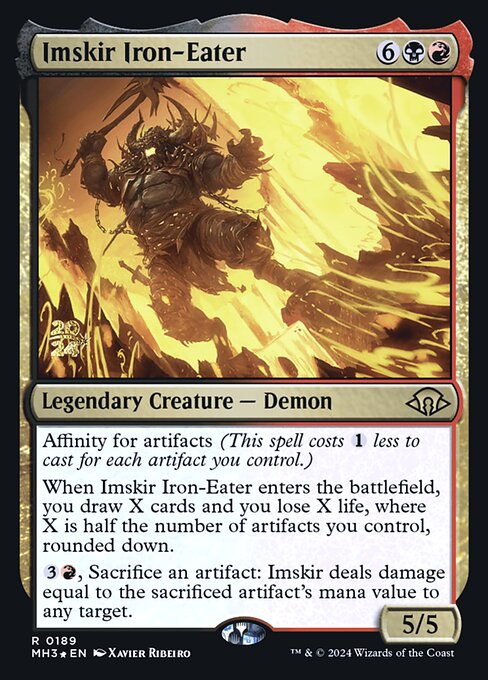 Imskir Iron-Eater 6
2024
Legendary Creature — Demon
Affinity for artifacts (This spell costs 1 less to
cast for each artifact you control.)
When Imskir Iron-Eater enters the battlefield,
you draw X cards and you lose X life, where
X is half the number of artifacts you control,
rounded down.
3, Sacrifice an artifact: Imskir deals damage
equal to the sacrificed artifact's mana value to
any target.
5/5
R 0189
MH3★EN Xavier Ribeiro
™ & © 2024 Wizards of the Coast